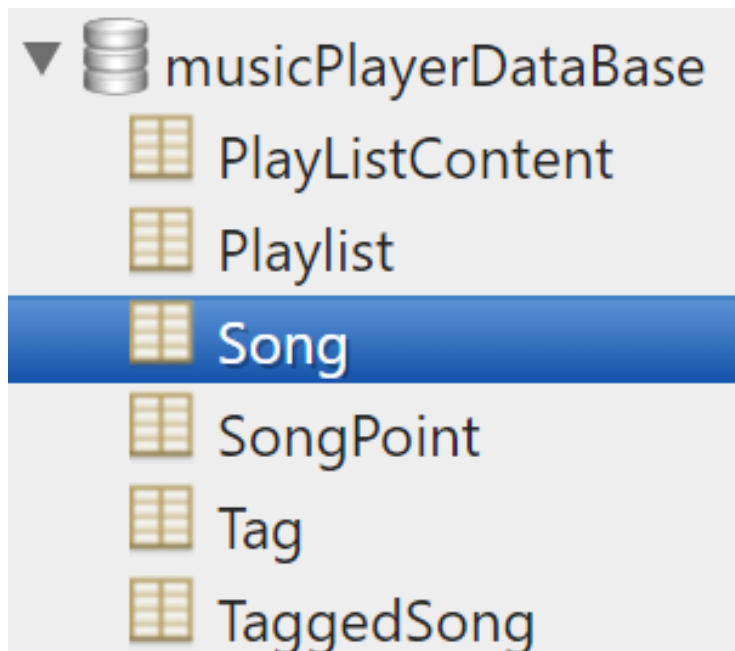 musicPlayerDataBase
PlayListContent
Playlist
Song
SongPoint
Tag
TaggedSong